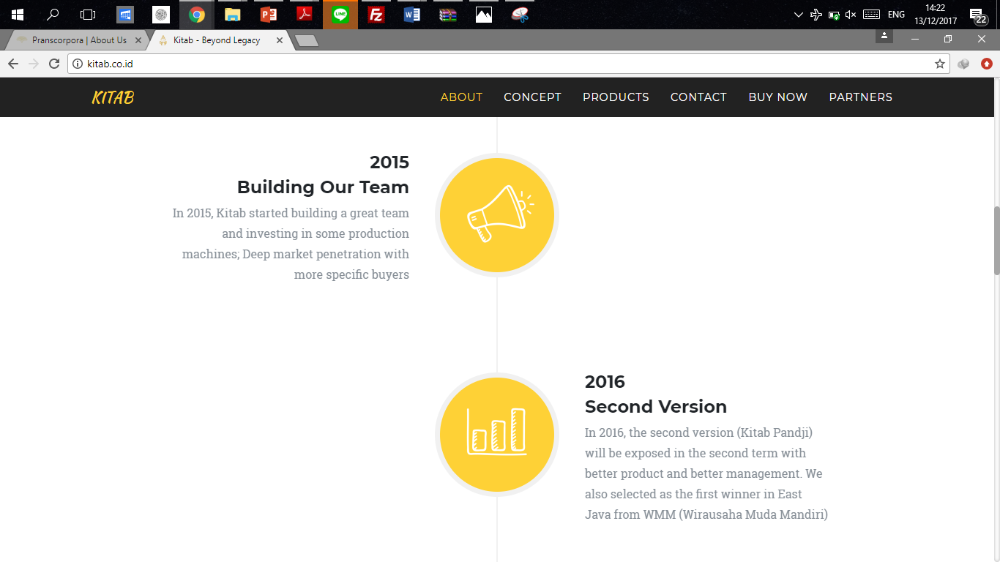 ENG
14:22
13/12/2017
22
Pranscorpora | About Us
Kitab - Beyond Legacy
kitab.co.id
KITAB
ABOUT
CONCEPT
PRODUCTS
CONTACT
BUY NOW
PARTNERS
2015
Building Our Team
In 2015, Kitab started building a great team
and investing in some production
machines; Deep market penetration with
more specific buyers
2016
Second Version
In 2016, the second version (Kitab Pandji)
will be exposed in the second term with
better product and better management. We
also selected as the first winner in East
Java from WMM (Wirausaha Muda Mandiri)